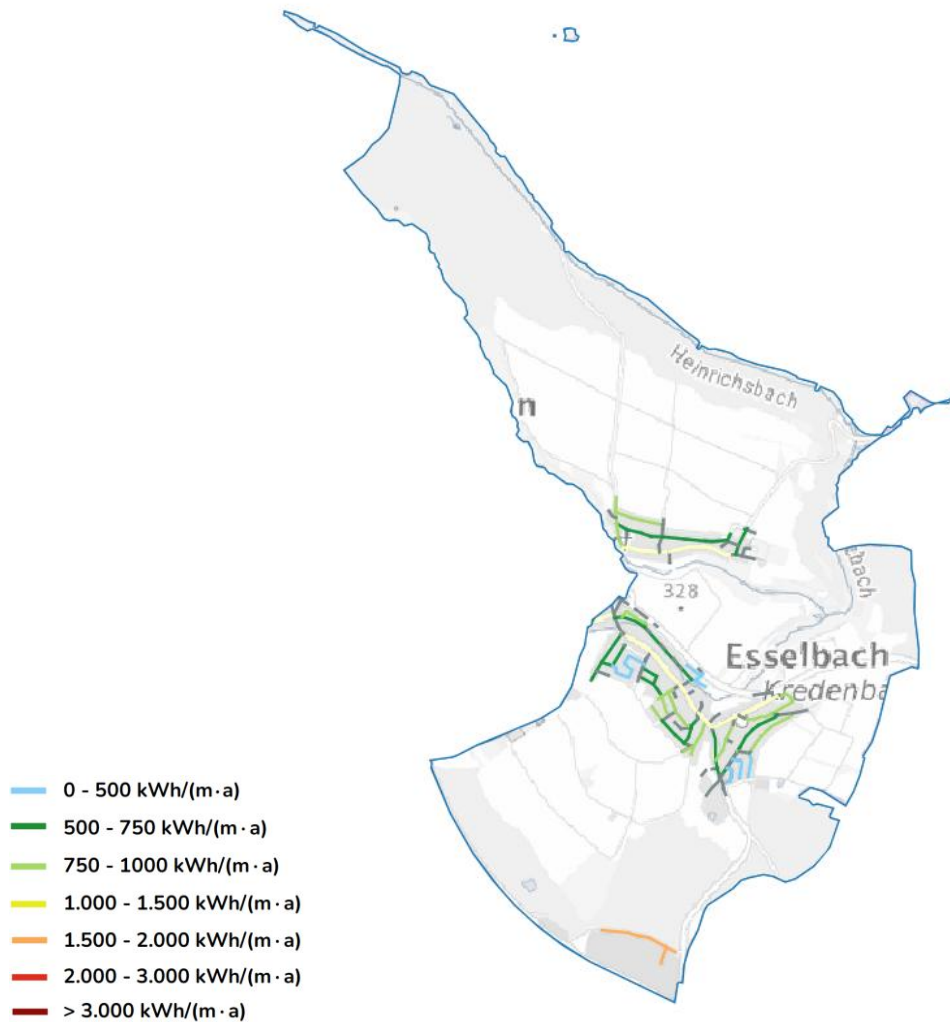 Heinrichsbach
n
bach
328
Esselbach
Kredenba
0 - 500 kWh/(m · a)
500 - 750 kWh/(m · a)
750 - 1000 kWh/(m · a)
1.000 - 1.500 kWh/(m · a)
1.500 - 2.000 kWh/(m · a)
2.000 - 3.000 kWh/(m · a)
> 3.000 kWh/(m · a)